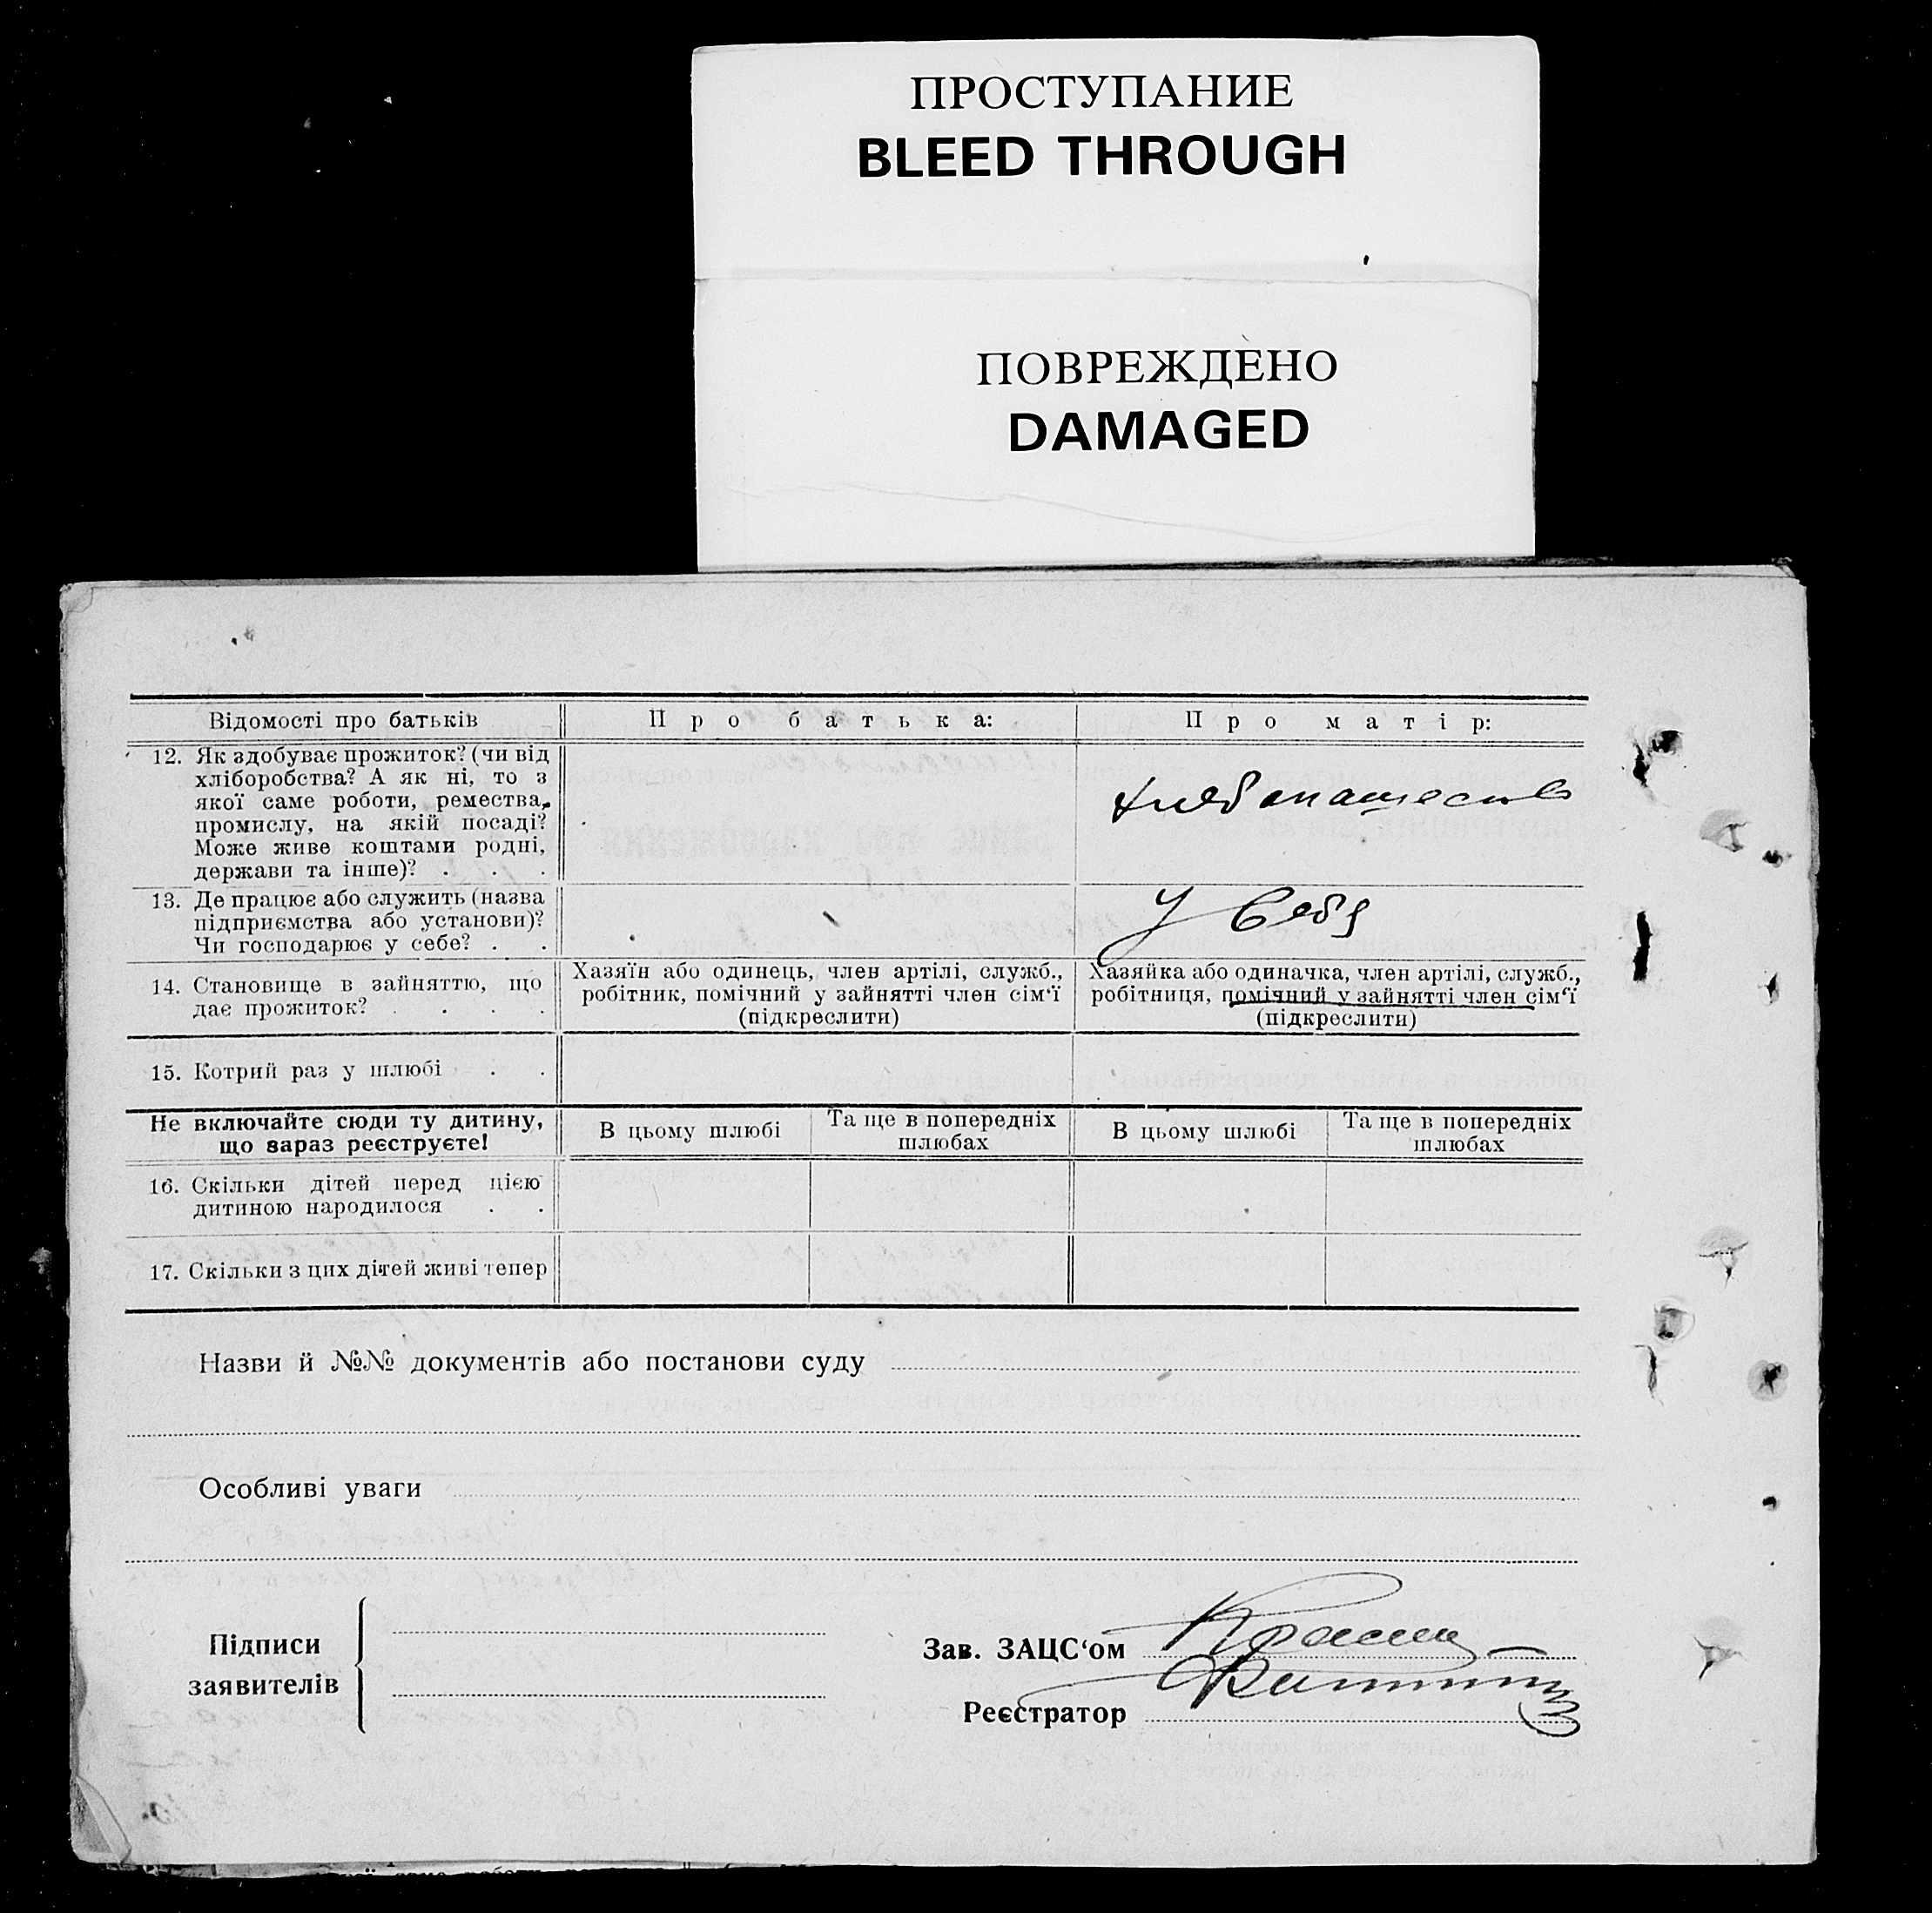 ПРОСТУПАНИЕ
BLEED THROUGH
ПОВРЕЖДЕНО
DAMAGED
Відомості про батьків
Про батька:
Про матір:
12. Як здобуває прожиток? (чи від
хліборобства? А як ні, то з
якої саме роботи, ремества,
промислу, на якій посаді?
Може живе коштами родні,
держави та інше)? . . .
хлебопашество
13. Де працює або служить (назва
підприємства або установи)?
Чи господарює у себе? . .
У себя
14. Становище в зайняттю, що
дає прожиток? . . . .
Хазяїн або одинець, член артілі, служб.,
робітник, помічний у зайнятті член сім‘ї
(підкреслити)
Хазяйка або одиначка, член артілі, служб.,
робітниця, помічний у зайнятті член сім‘ї
(підкреслити)
15. Котрий раз у шлюбі . .
Не включайте сюди ту дитину,
що зараз реєструєте!
В цьому шлюбі
Та ще в попередніх
шлюбах
В цьому шлюбі
Та ще в попередніх
шлюбах
16. Скільки дітей перед цією
дитиною народилося . .
17. Скільки з цих дітей живі тепер
Назви й №№ документів або постанови суду
Особливі уваги
Підписи
заявителів
Зав. ЗАЦС‘ом
Реєстратор